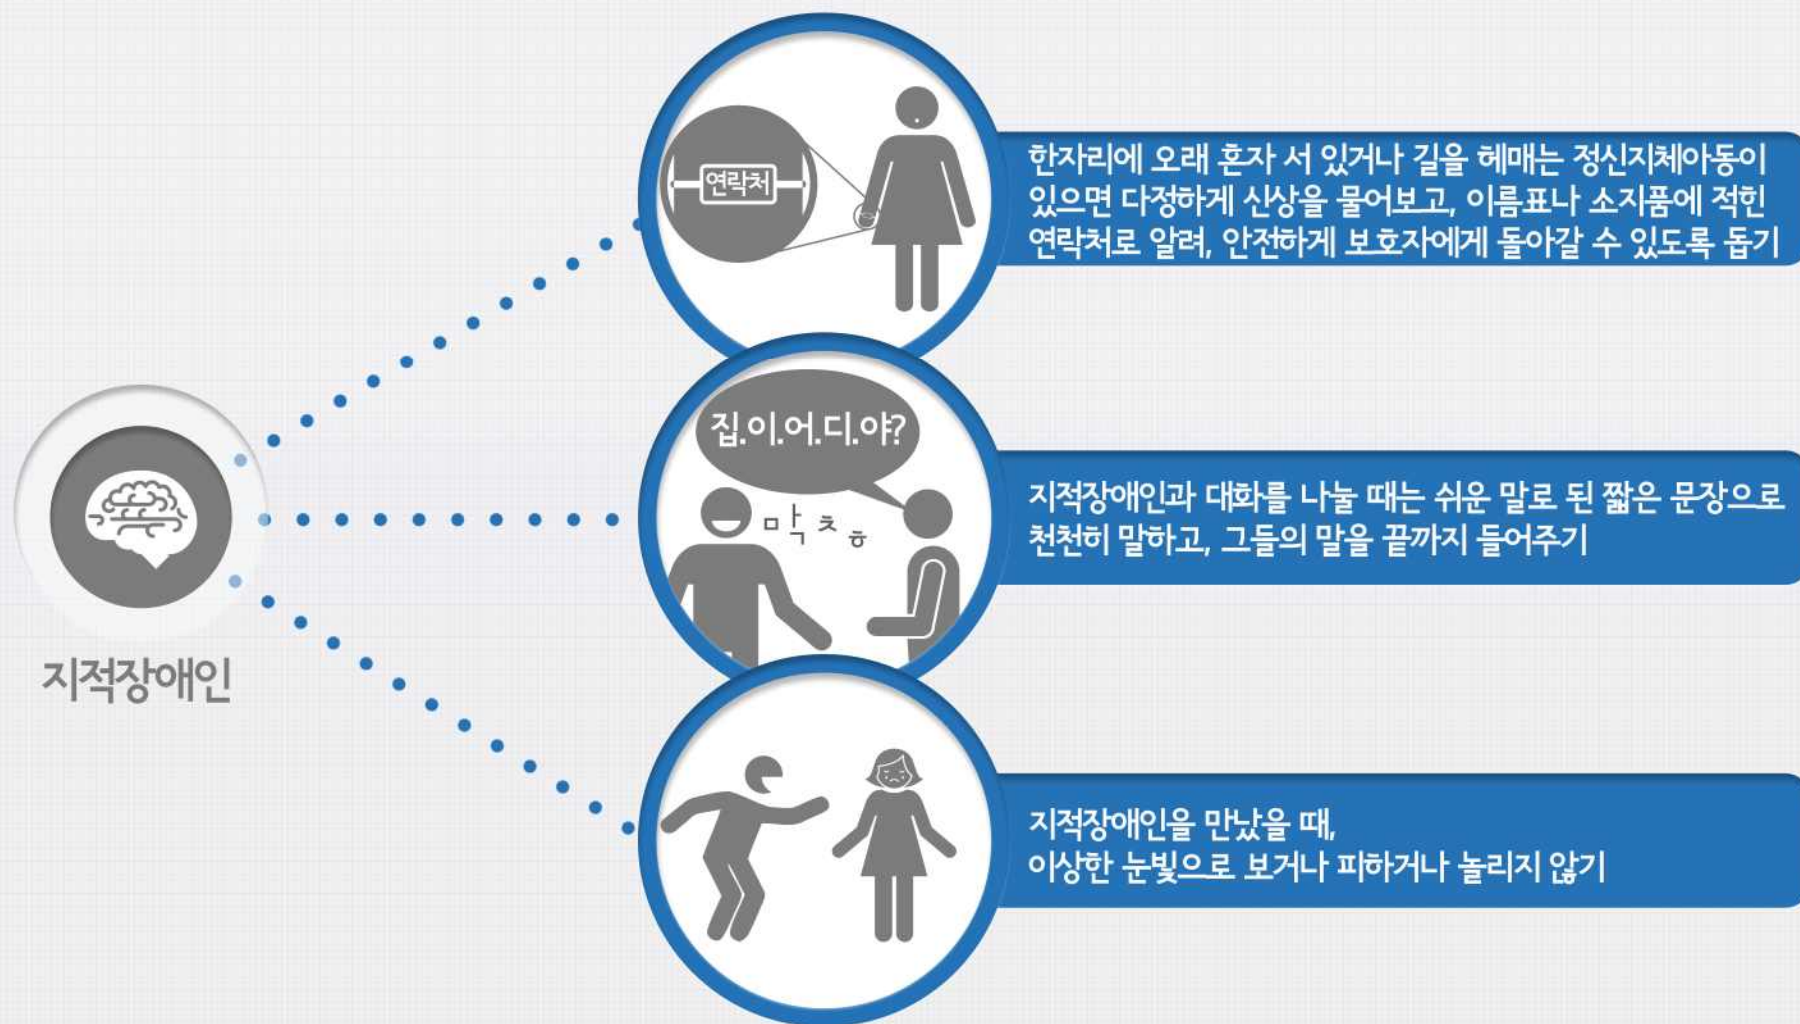 연락처
한자리에 오래 혼자 서 있거나 길을 헤매는 정신지체아동이
있으면 다정하게 신상을 물어보고, 이름표나 소지품에 적힌
연락처로 알려, 안전하게 보호자에게 돌아갈 수 있도록 돕기
집.이.어.디.야?
막 ㅊ ㅎ
지적장애인과 대화를 나눌 때는 쉬운 말로 된 짧은 문장으로
천천히 말하고, 그들의 말을 끝까지 들어주기
지적장애인
지적장애인을 만났을 때,
이상한 눈빛으로 보거나 피하거나 놀리지 않기